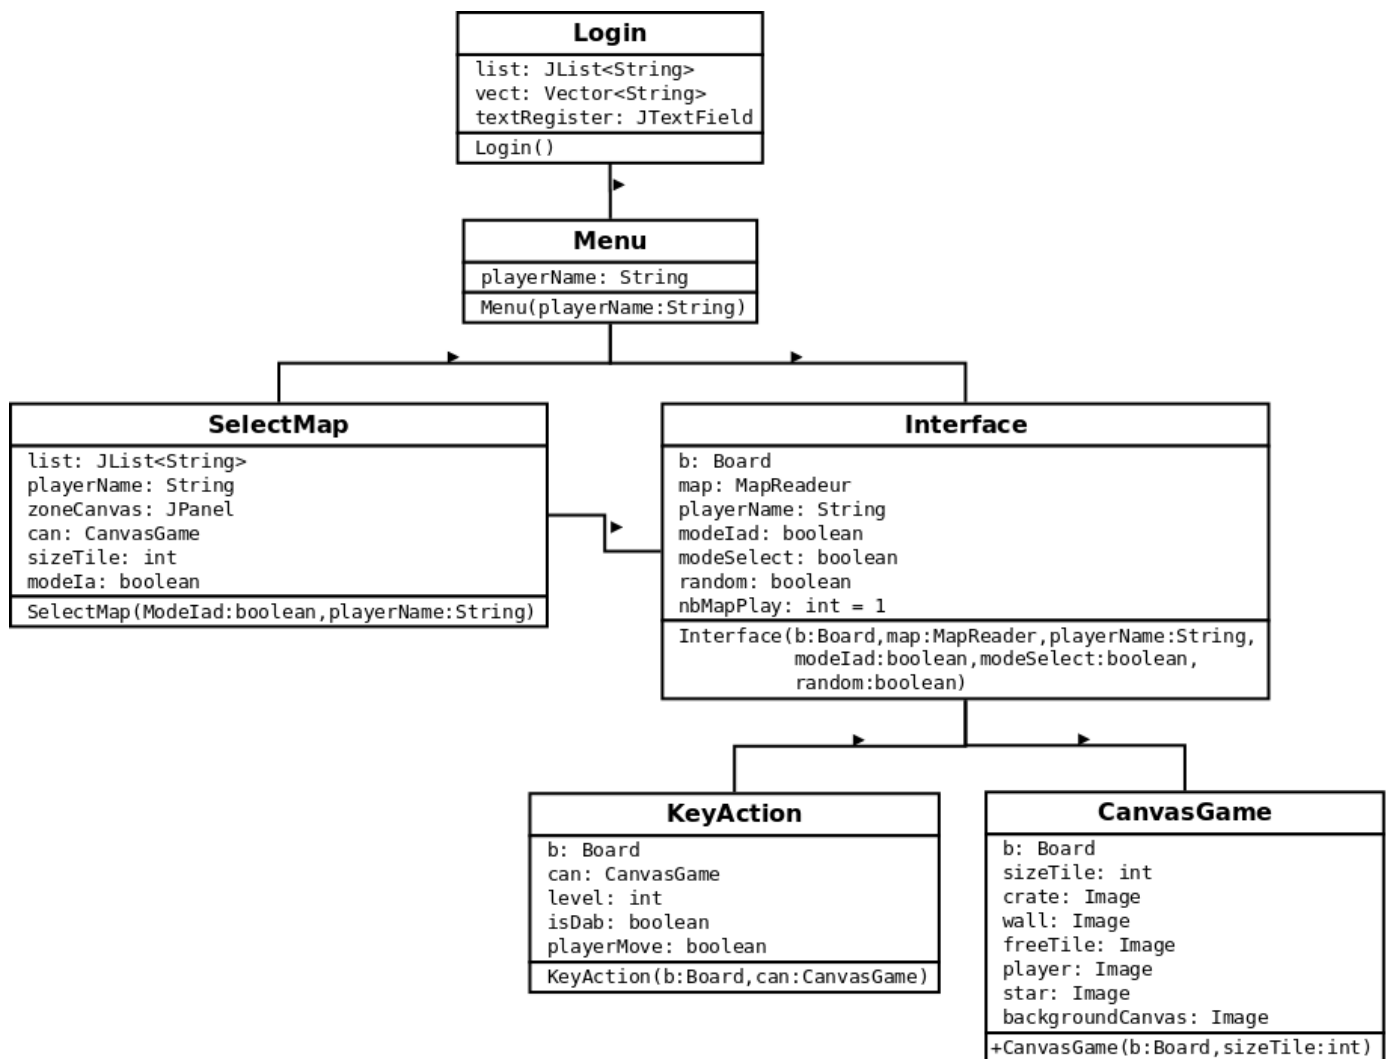 Login
list: JList<String>
vect: Vector<String>
textRegister: JTextField
Login()
Menu
playerName: String
Menu(playerName:String)
SelectMap
list: JList<String>
playerName: String
zoneCanvas: JPanel
can: CanvasGame
sizeTile: int
modeIa: boolean
SelectMap(ModeIad:boolean,playerName:String)
Interface
b: Board
map: MapReadeur
playerName: String
modeIad: boolean
modeSelect: boolean
random: boolean
nbMapPlay: int = 1
Interface(b:Board,map:MapReader,playerName:String,
modeIad:boolean,modeSelect:boolean,
random:boolean)
KeyAction
b: Board
can: CanvasGame
level: int
isDab: boolean
playerMove: boolean
KeyAction(b:Board,can:CanvasGame)
CanvasGame
b: Board
sizeTile: int
crate: Image
wall: Image
freeTile: Image
player: Image
star: Image
backgroundCanvas: Image
+CanvasGame(b:Board,sizeTile:int)